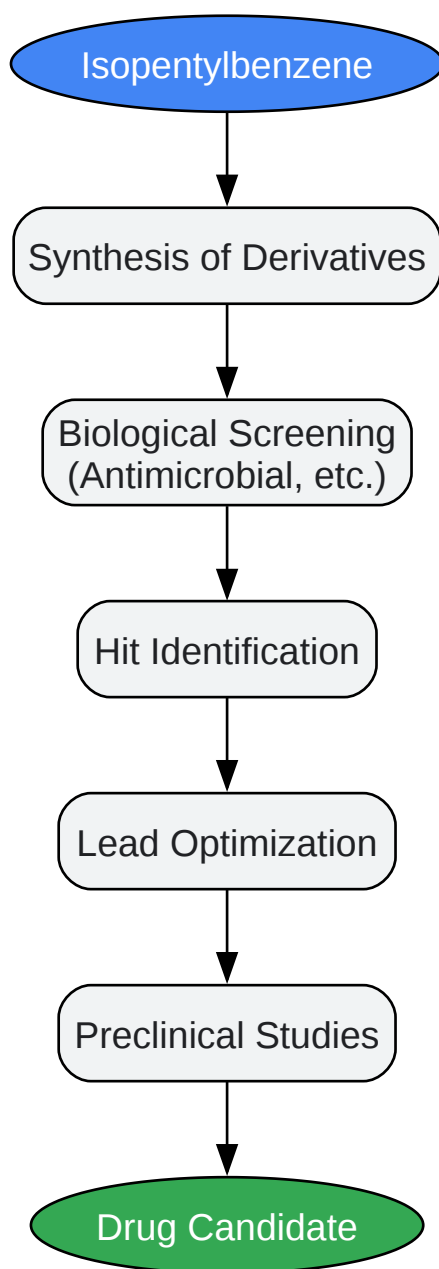 Isopentylbenzene
Synthesis of Derivatives
Biological Screening
(Antimicrobial, etc.)
Hit Identification
Lead Optimization
Preclinical Studies
Drug Candidate